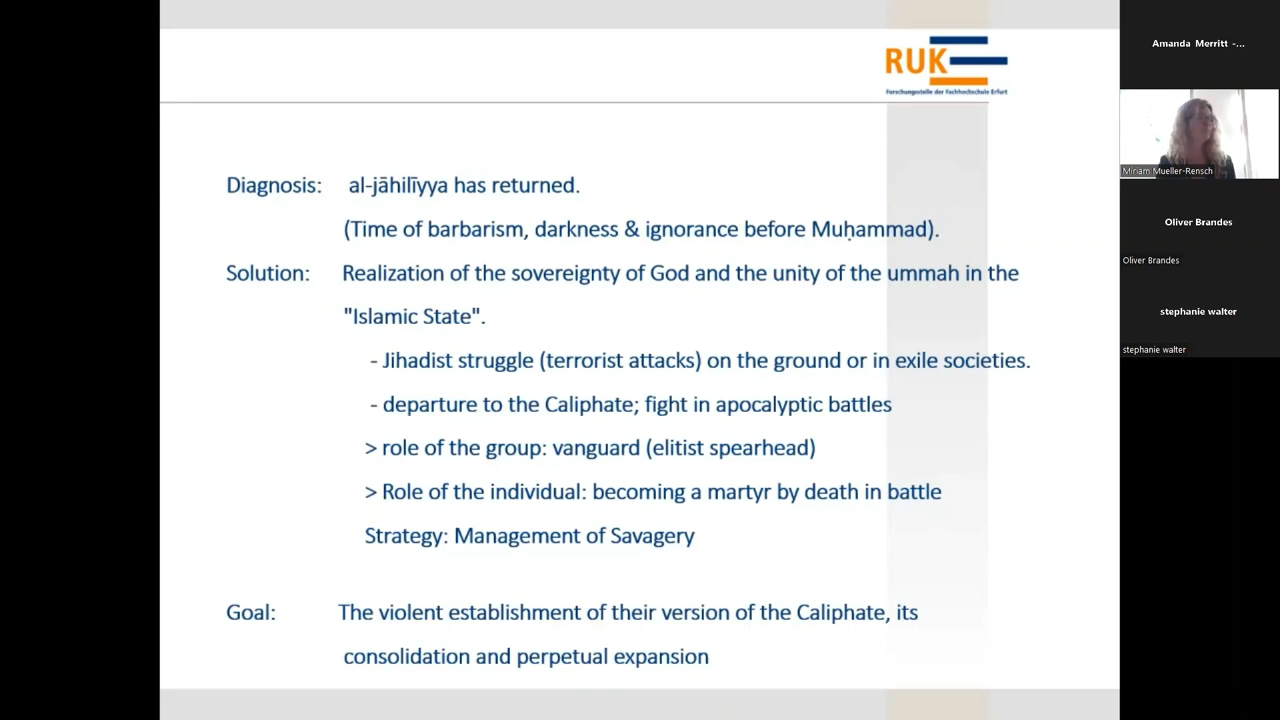 RUK
Forschungsstelle der Fachhochschule Erfurt
Diagnosis: al-jāhilīyya has returned.
(Time of barbarism, darkness & ignorance before Muḥammad).
Solution: Realization of the sovereignty of God and the unity of the ummah in the
"Islamic State".
- Jihadist struggle (terrorist attacks) on the ground or in exile societies.
- departure to the Caliphate; fight in apocalyptic battles
> role of the group: vanguard (elitist spearhead)
> Role of the individual: becoming a martyr by death in battle
Strategy: Management of Savagery
Goal: The violent establishment of their version of the Caliphate, its
consolidation and perpetual expansion
Amanda Merritt -...
Miriam Mueller-Rensch
Oliver Brandes
Oliver Brandes
stephanie walter
stephanie walter